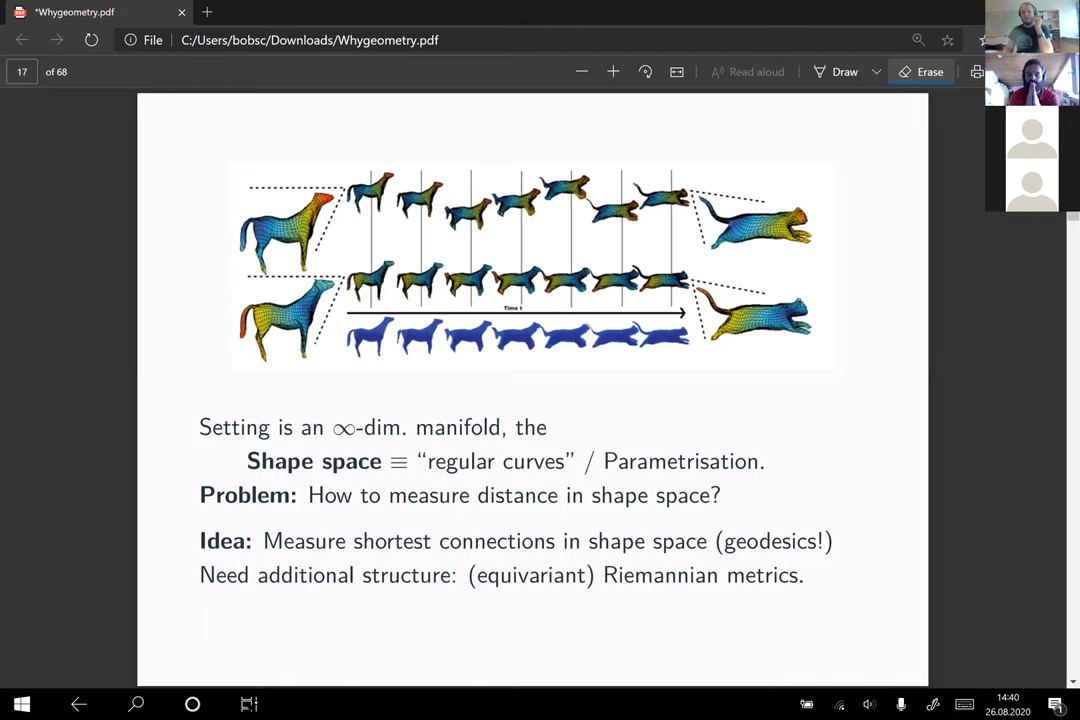 *Whygeometry.pdf
File
C:/Users/bobsc/Downloads/Whygeometry.pdf
17 of 68
Read aloud
Draw
Erase
Time t
Setting is an ∞-dim. manifold, the
Shape space ≡ “regular curves” / Parametrisation.
Problem: How to measure distance in shape space?
Idea: Measure shortest connections in shape space (geodesics!)
Need additional structure: (equivariant) Riemannian metrics.
14:40
26.08.2020